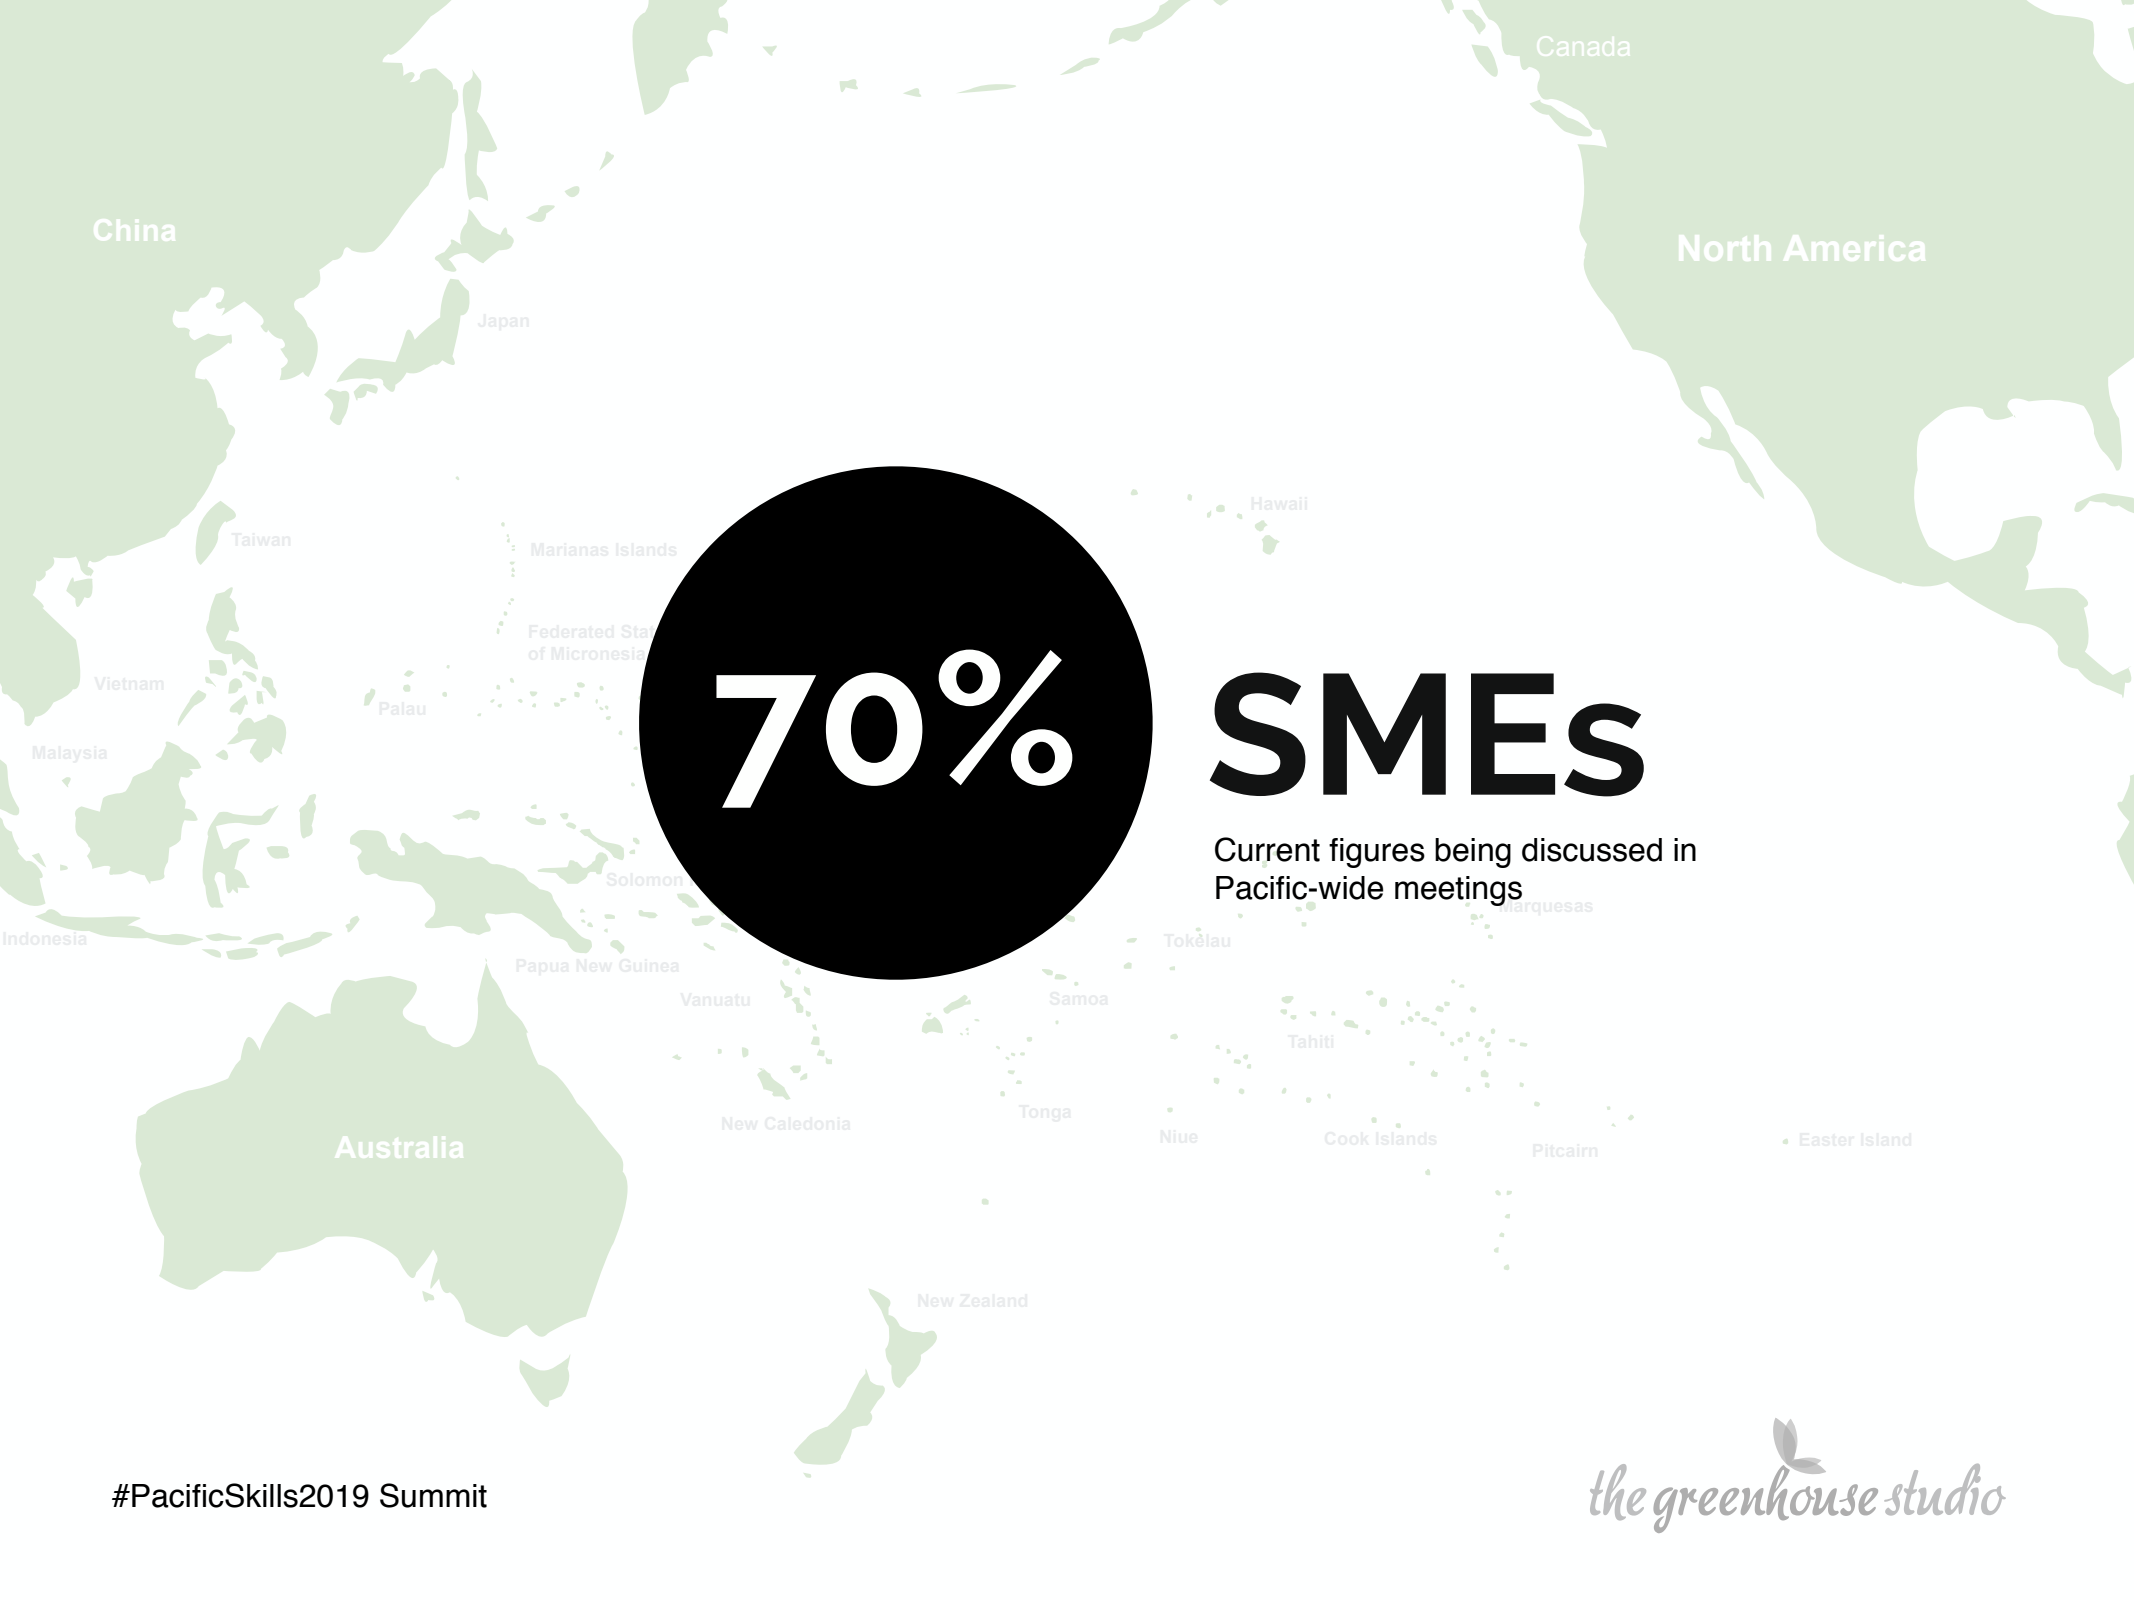 Canada
China
North America
Japan
Hawaii
Taiwan
Marianas Islands
Federated
of Micronesia
Vietnam
Palau
Malaysia
70%
SMEs
Current figures being discussed in
Pacific-wide meetings
Solomon
Marquesas
Indonesia
Tokelau
Papua New Guinea
Vanuatu
Samoa
Tahiti
Tonga
New Caledonia
Niue
Cook Islands
Easter Island
Pitcairn
Australia
New Zealand
#PacificSkills2019 Summit
the greenhouse studio